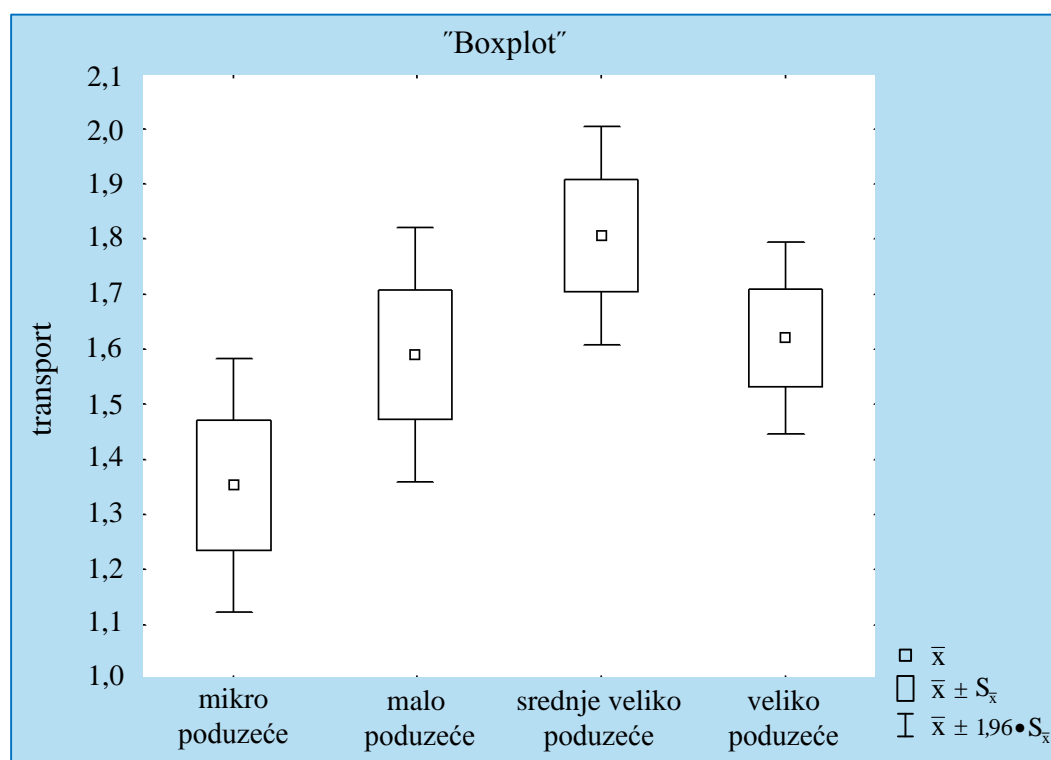 ˝Boxplot˝
2,1
2,0
1,9
1,8
1,7
1,6
1,5
1,4
1,3
1,2
1,1
1,0
transport
mikro
poduzeće
malo
poduzeće
srednje veliko
poduzeće
veliko
poduzeće
x̅
x̅ ± Sx̅
x̅ ± 1,96•Sx̅